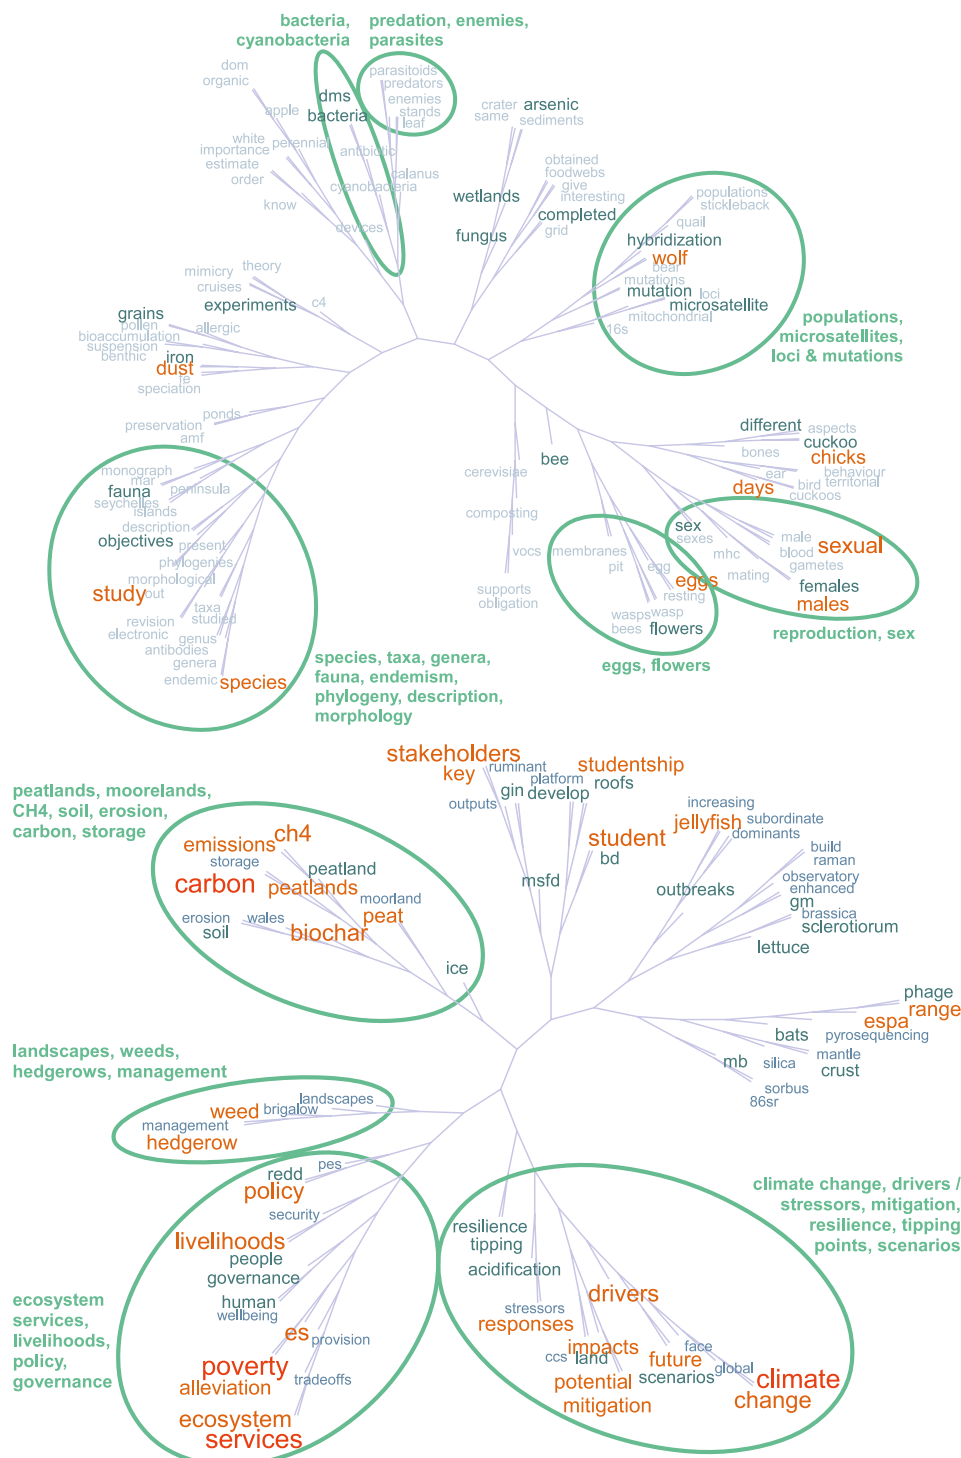 bacteria,
cyanobacteria
predation, enemies,
parasites
dom
organic
apple
white
perennial
importance
estimate
order
know
devices
dms
bacteria
antibiotic
cyanobacteria
calanus
parasitoids
predators
enemies
stands
leaf
crater
same
arsenic
sediments
wetlands
fungus
obtained
foodwebs
give
interesting
completed
grid
populations
stickleback
quail
hybridization
wolf
bear
mutations
mutation
loci
microsatellite
mitochondrial
16s
populations,
microsatellites,
loci & mutations
theory
mimicry
cruises
experiments
c4
grains
pollen
allergic
bioaccumulation
suspension
benthic
iron
dust
fe
speciation
ponds
preservation
amf
monograph
mar
fauna
peninsula
seychelles
islands
description
objectives
present
phylogenies
morphological
study
out
taxa
studied
revision
electronic
genus
antibodies
genera
endemic
species
species, taxa, genera,
fauna, endemism,
phylogeny, description,
morphology
cerevisiae
composting
vocs
supports
obligation
bee
membranes
pit
egg
eggs
resting
wasps
wasp
bees
flowers
eggs, flowers
different
aspects
cuckoo
bones
chicks
ear
behaviour
territorial
days
bird
cuckoos
sex
sexes
male
sexual
mhc
blood
gametes
mating
females
males
reproduction, sex
stakeholders
key
ruminant
outputs
gin
platform
develop
studentship
roofs
student
bd
msfd
increasing
jellyfish
subordinate
dominants
outbreaks
build
raman
observatory
enhanced
gm
brassica
sclerotiorum
lettuce
peatlands, moorelands,
CH4, soil, erosion,
carbon, storage
ch4
emissions
storage
peatland
carbon
peatlands
moorland
peat
erosion
wales
soil
biochar
ice
phage
range
espa
bats
pyrosequencing
mb
silica
mantle
crust
sorbus
86sr
landscapes, weeds,
hedgerows, management
landscapes
weed
brigalow
management
hedgerow
pes
redd
policy
security
livelihoods
people
governance
human
wellbeing
es
provision
poverty
tradeoffs
alleviation
ecosystem
services
ecosystem
services,
livelihoods,
policy,
governance
climate change, drivers /
stressors, mitigation,
resilience, tipping
points, scenarios
resilience
tipping
acidification
drivers
stressors
responses
impacts
ccs
land
future
face
scenarios
global
potential
mitigation
climate
change